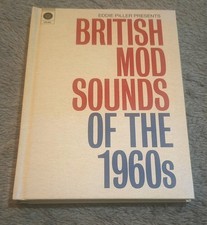 EDDIE PILLER PRESENTS
BRITISH
MOD
SOUNDS
OF THE
1960s